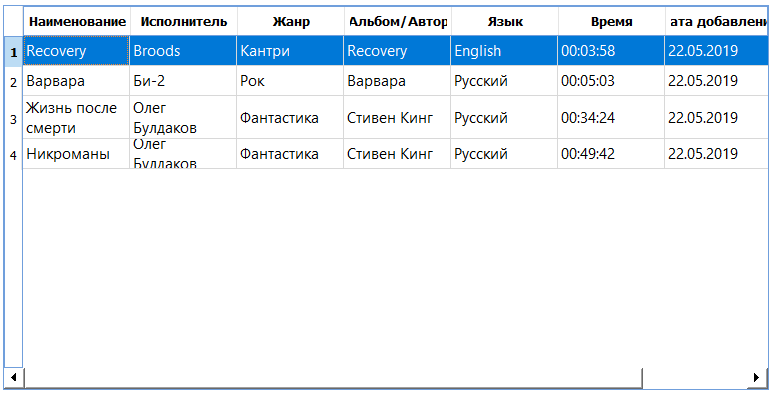 Наименование Исполнитель Жанр Альбом/Автор Язык Время ата добавлени
1 Recovery Broods Кантри Recovery English 00:03:58 22.05.2019
2 Варвара Би-2 Рок Варвара Русский 00:05:03 22.05.2019
3 Жизнь после смерти Олег Булдаков Фантастика Стивен Кинг Русский 00:34:24 22.05.2019
4 Никроманы Олег Булдаков Фантастика Стивен Кинг Русский 00:49:42 22.05.2019